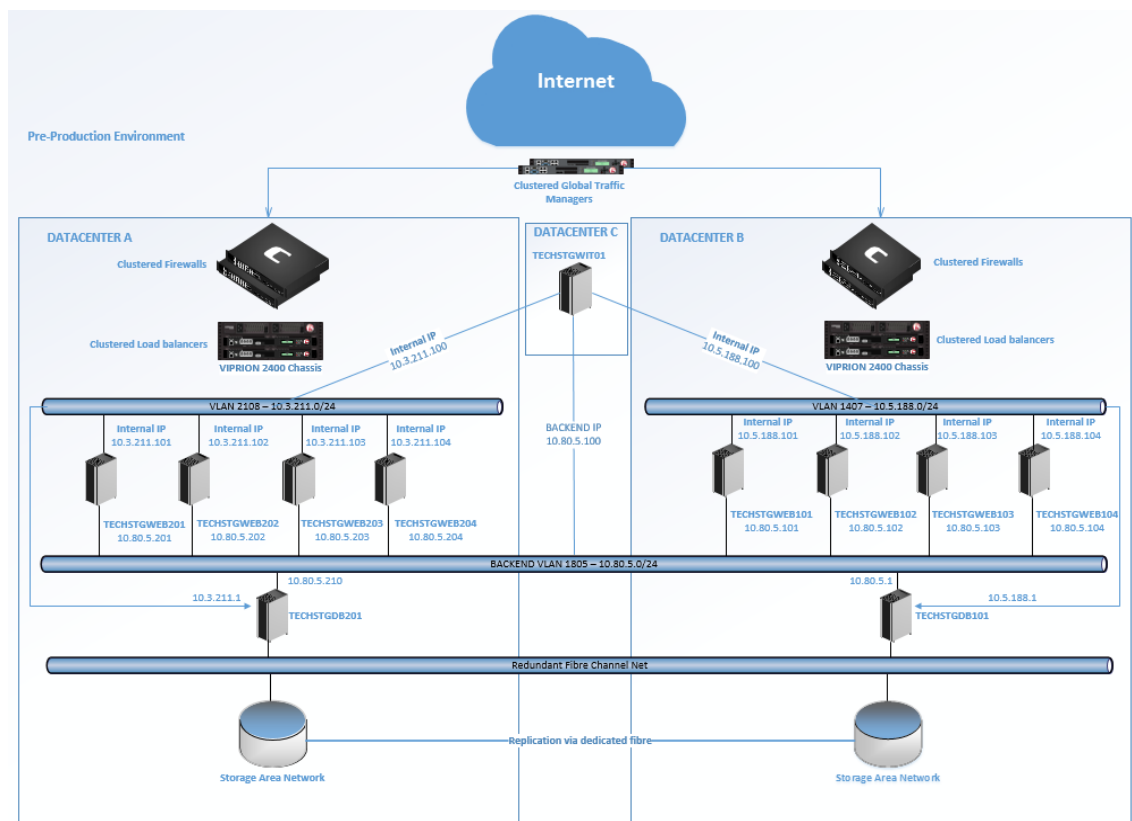 Internet
Pre-Production Environment
Clustered Global Traffic
Managers
DATACENTER A
DATACENTER C
DATACENTER B
TECHSTGWIT01
Clustered Firewalls
Clustered Firewalls
Clustered Load balancers
Clustered Load balancers
VIPRION 2400 Chassis
VIPRION 2400 Chassis
Internal IP
10.3.211.100
Internal IP
10.5.188.100
VLAN 2108 – 10.3.211.0/24
VLAN 1407 – 10.5.188.0/24
Internal IP
10.3.211.101
Internal IP
10.3.211.102
Internal IP
10.3.211.103
Internal IP
10.3.211.104
BACKEND IP
10.80.5.100
Internal IP
10.5.188.101
Internal IP
10.5.188.102
Internal IP
10.5.188.103
Internal IP
10.5.188.104
TECHSTGWEB201
10.80.5.201
TECHSTGWEB202
10.80.5.202
TECHSTGWEB203
10.80.5.203
TECHSTGWEB204
10.80.5.204
TECHSTGWEB101
10.80.5.101
TECHSTGWEB102
10.80.5.102
TECHSTGWEB103
10.80.5.103
TECHSTGWEB104
10.80.5.104
BACKEND VLAN 1805 – 10.80.5.0/24
10.80.5.210
10.80.5.1
10.3.211.1
10.5.188.1
TECHSTGDB201
TECHSTGDB101
Redundant Fibre Channel Net
Replication via dedicated fibre
Storage Area Network
Storage Area Network